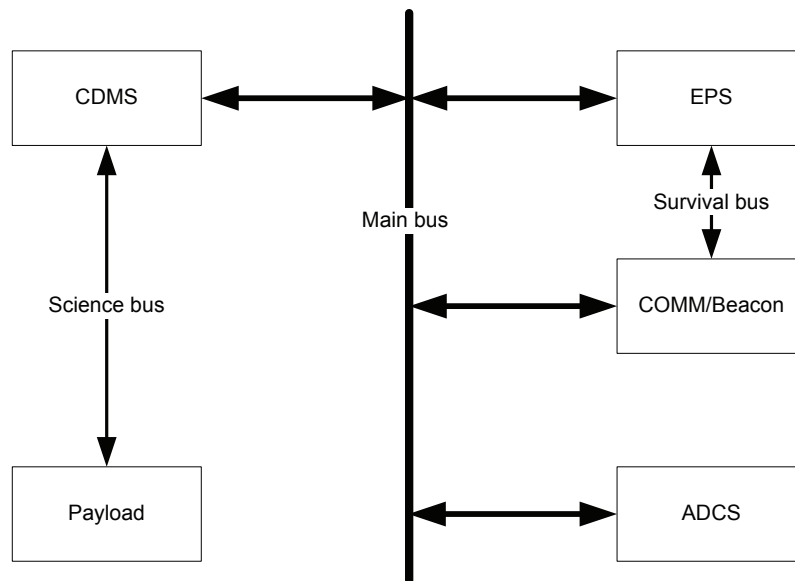 CDMS
EPS
Survival bus
Main bus
Science bus
COMM/Beacon
Payload
ADCS